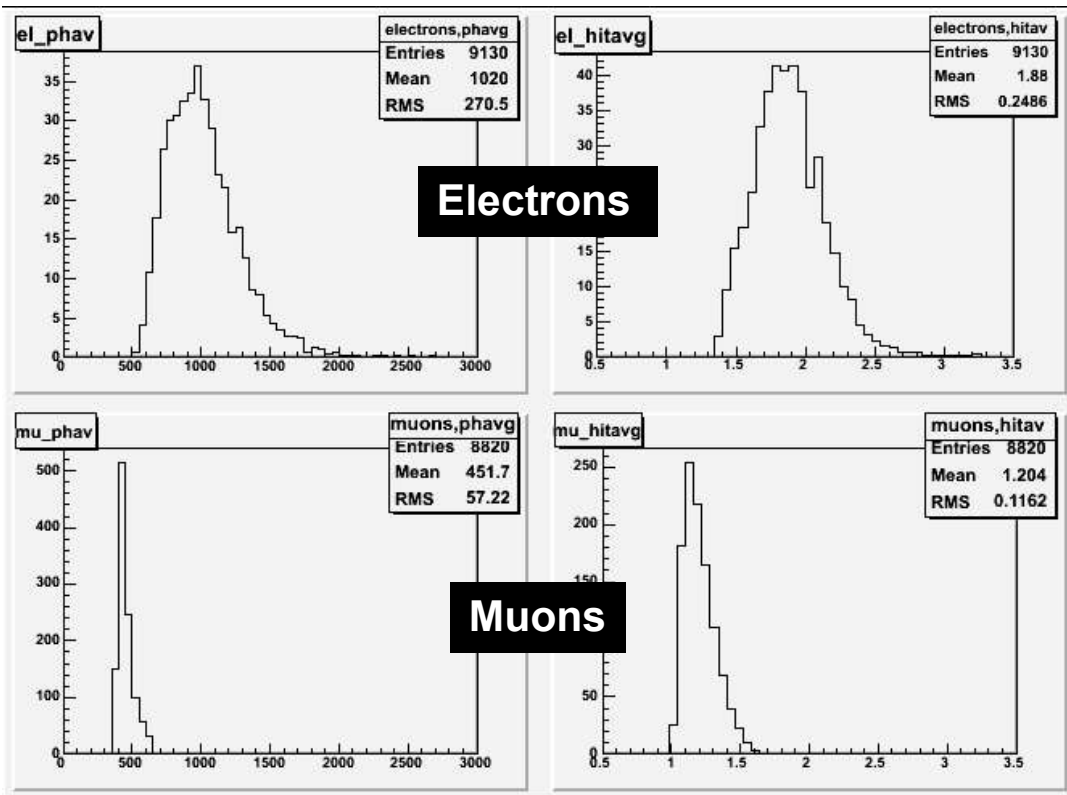 el_phav
electrons,phavg
Entries 9130
Mean 1020
RMS 270.5
35
30
25
20
15
10
5
0
0 500 1000 1500 2000 2500 3000
el_hitavg
electrons,hitav
Entries 9130
Mean 1.88
RMS 0.2486
40
35
30
15
10
5
0
0.5 1 1.5 2 2.5 3 3.5
Electrons
mu_phav
muons,phavg
Entries 8820
Mean 451.7
RMS 57.22
500
400
300
200
100
0
0 500 1000 1500 2000 2500 3000
mu_hitavg
muons,hitav
Entries 8820
Mean 1.204
RMS 0.1162
250
200
150
50
0
0.5 1 1.5 2 2.5 3 3.5
Muons